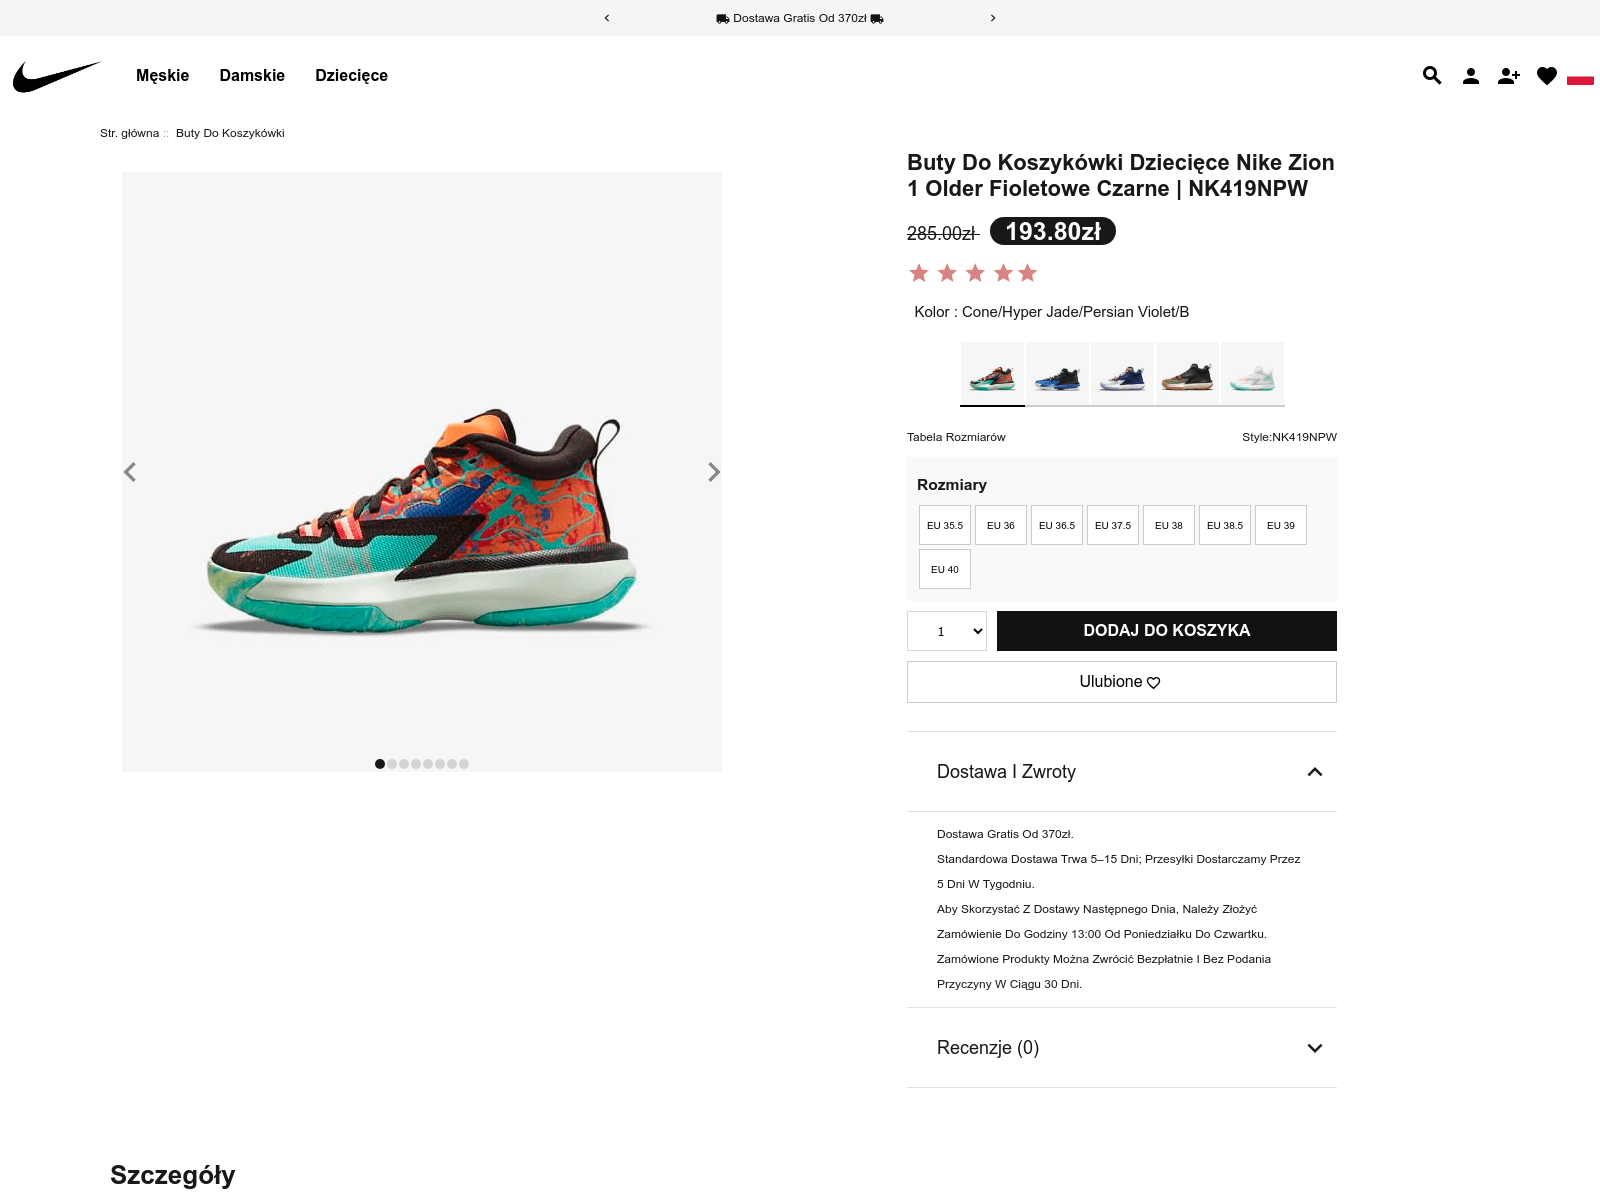 Dostawa Gratis Od 370zł
Męskie
Damskie
Dziecięce
Str. główna :: Buty Do Koszykówki
Buty Do Koszykówki Dziecięce Nike Zion
1 Older Fioletowe Czarne | NK419NPW
285.00zł 193.80zł
Kolor : Cone/Hyper Jade/Persian Violet/B
Tabela Rozmiarów
Style:NK419NPW
Rozmiary
EU 35.5
EU 36
EU 36.5
EU 37.5
EU 38
EU 38.5
EU 39
EU 40
1
DODAJ DO KOSZYKA
Ulubione
Dostawa I Zwroty
Dostawa Gratis Od 370zł.
Standardowa Dostawa Trwa 5–15 Dni; Przesyłki Dostarczamy Przez
5 Dni W Tygodniu.
Aby Skorzystać Z Dostawy Następnego Dnia, Należy Złożyć
Zamówienie Do Godziny 13:00 Od Poniedziałku Do Czwartku.
Zamówione Produkty Można Zwrócić Bezpłatnie I Bez Podania
Przyczyny W Ciągu 30 Dni.
Recenzje (0)
Szczegóły